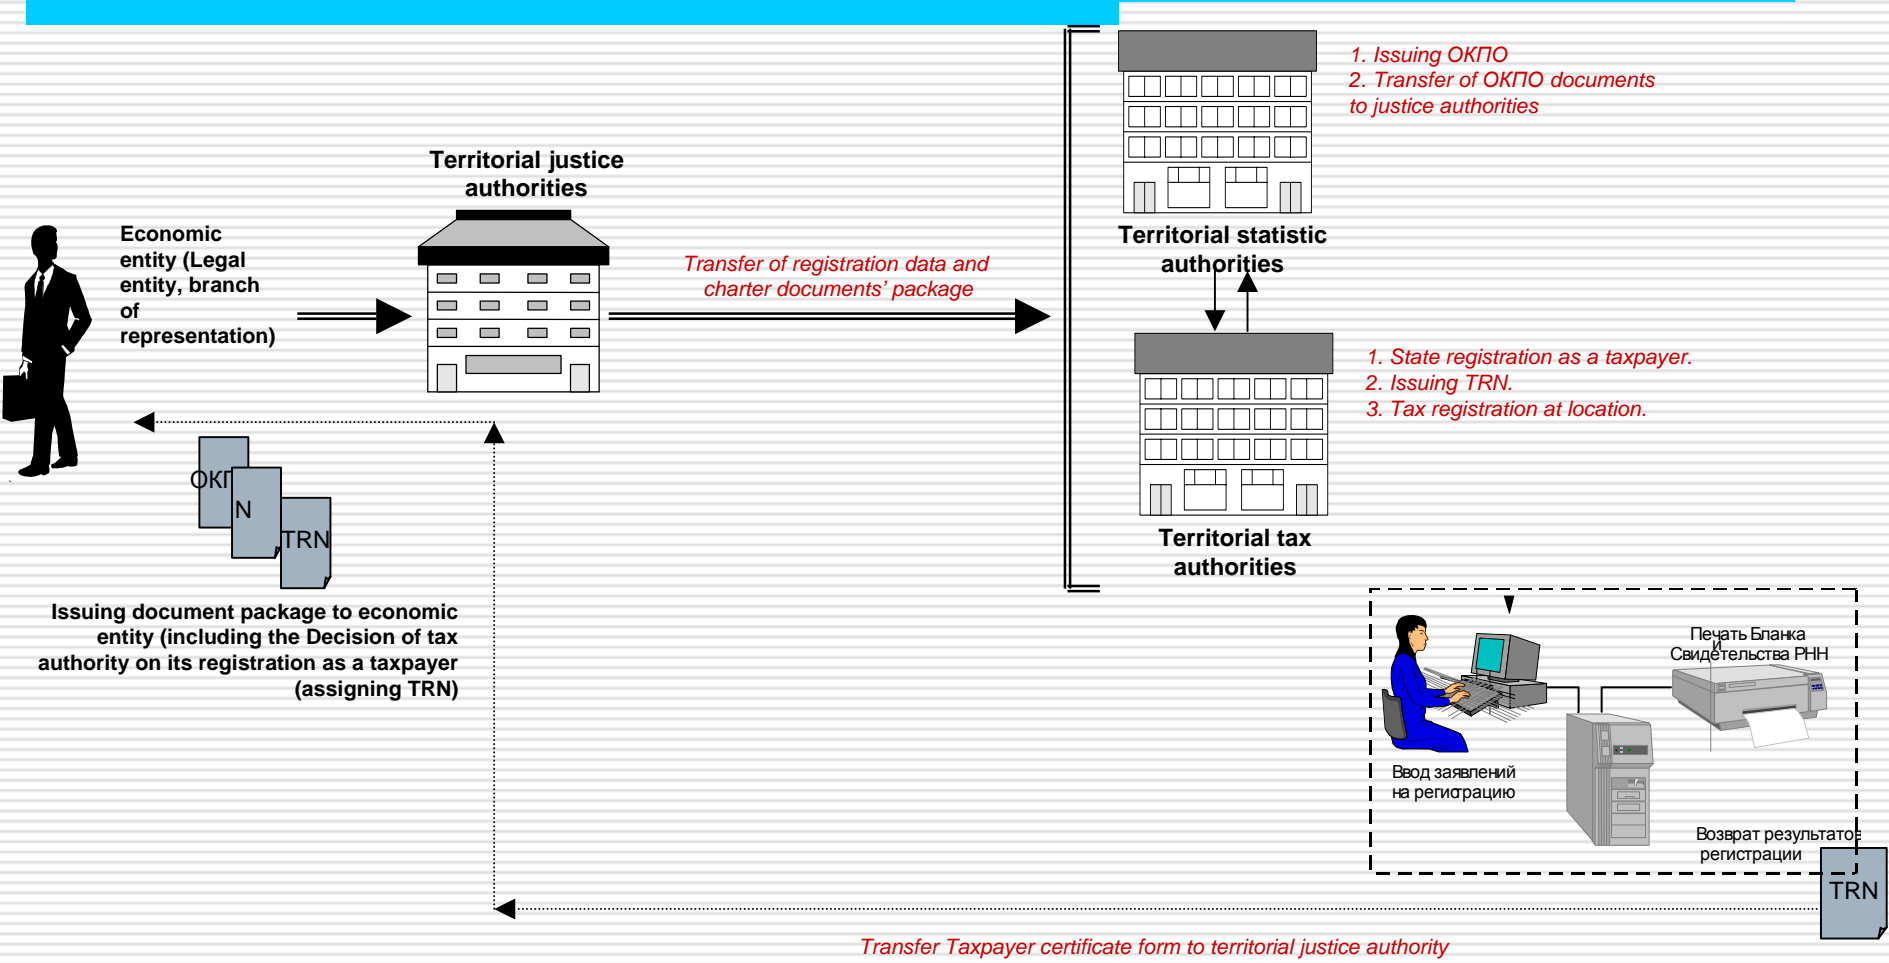 1. Issuing ОКПО
2. Transfer of ОКПО documents
to justice authorities
Territorial justice
authorities
Economic
entity (Legal
entity, branch
of
representation)
Transfer of registration data and
charter documents’ package
Territorial statistic
authorities
1. State registration as a taxpayer.
2. Issuing TRN.
3. Tax registration at location.
ОКП
N
TRN
Territorial tax
authorities
Issuing document package to economic
entity (including the Decision of tax
authority on its registration as a taxpayer
(assigning TRN)
Печать Бланка
и
Свидетельства РНН
Ввод заявлений
на регистрацию
Возврат результатов
регистрации
TRN
Transfer Taxpayer certificate form to territorial justice authority